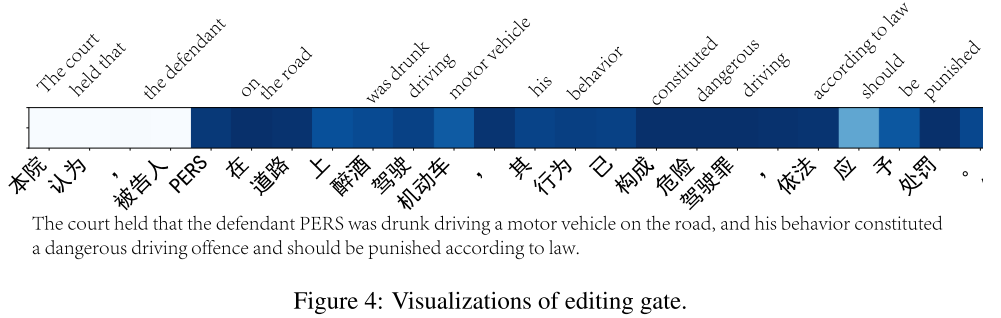 The court held that the defendant on the road was drunk driving motor vehicle his behavior constituted dangerous driving according to law should be punished
本院 认为 , 被告人 PERS 在 道路 上 醉酒 驾驶 机动车 , 其 行为 已 构成 危险 驾驶罪 , 依法 应 予 处罚 。
The court held that the defendant PERS was drunk driving a motor vehicle on the road, and his behavior constituted
a dangerous driving offence and should be punished according to law.
Figure 4: Visualizations of editing gate.